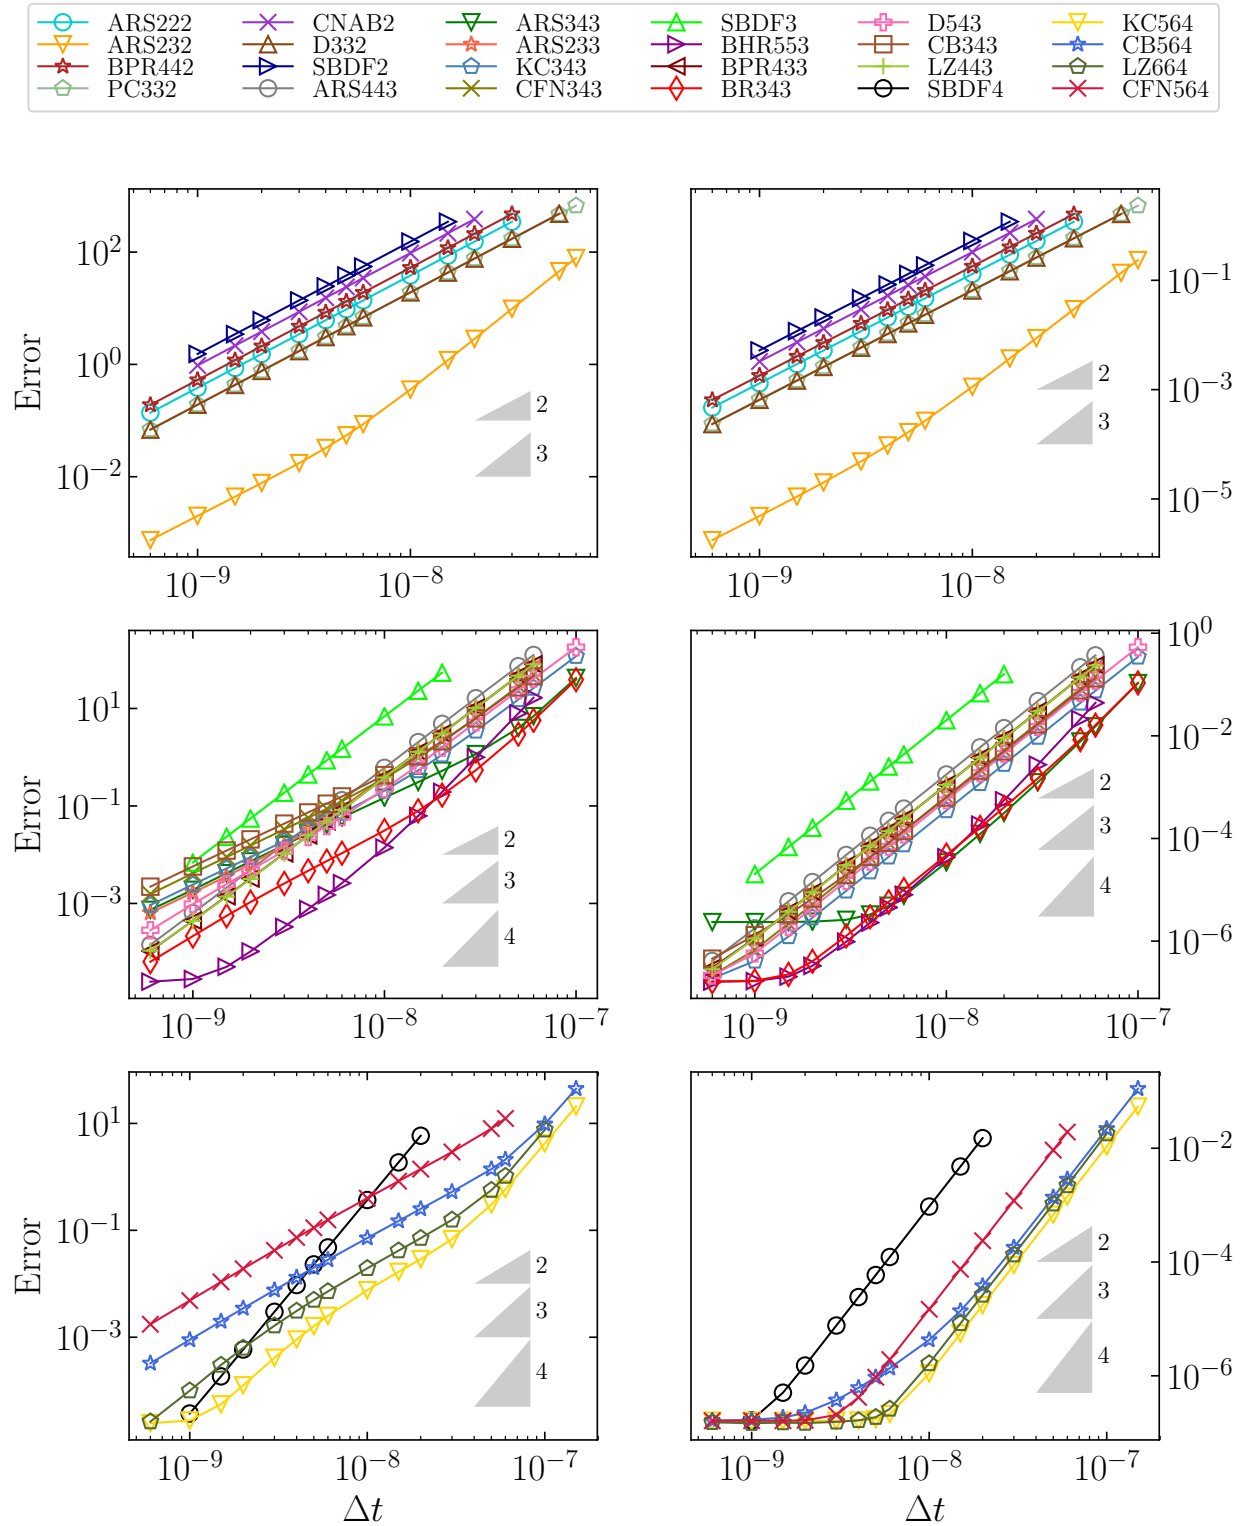 ARS222 CNAB2 ARS343 SBDF3 D543 KC564
ARS232 D332 ARS233 BHR553 CB343 CB564
BPR442 SBDF2 KC343 BPR433 LZ443 LZ664
PC332 ARS443 CFN343 BR343 SBDF4 CFN564
10^2
10^0
10^-2
Error
2
3
10^-9 10^-8
10^-1
10^-3
10^-5
2
3
10^-9 10^-8
10^1
10^-1
10^-3
Error
2
3
4
10^-9 10^-8 10^-7
10^0
10^-2
10^-4
10^-6
2
3
4
10^-9 10^-8 10^-7
10^1
10^-1
10^-3
Error
2
3
4
10^-9 10^-8 10^-7
Δt
10^-2
10^-4
10^-6
2
3
4
10^-9 10^-8 10^-7
Δt